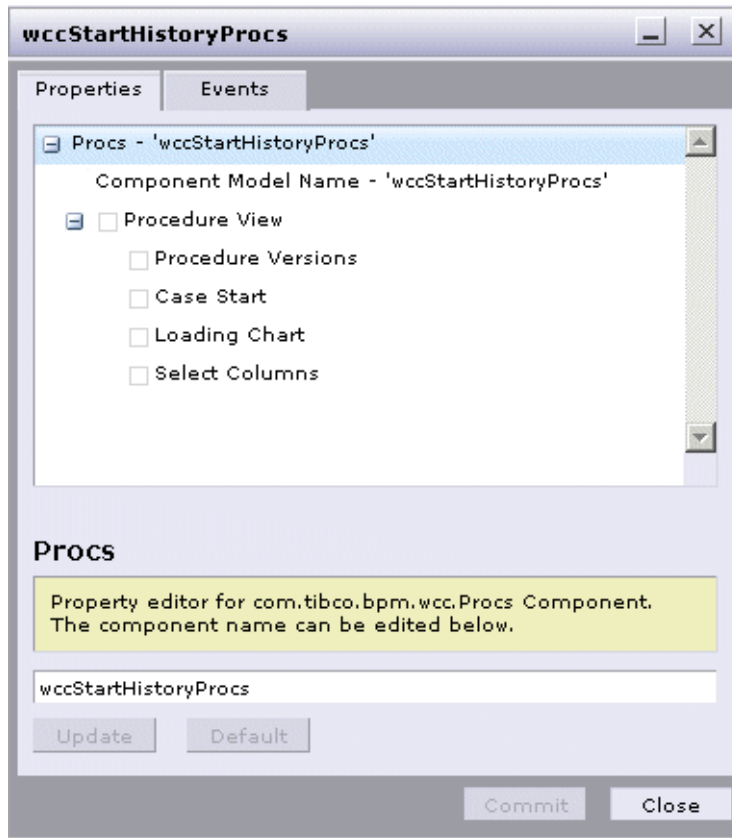 wccStartHistoryProcs
Properties
Events
Procs - 'wccStartHistoryProcs'
Component Model Name - 'wccStartHistoryProcs'
Procedure View
Procedure Versions
Case Start
Loading Chart
Select Columns
Procs
Property editor for com.tibco.bpm.wcc.Procs Component.
The component name can be edited below.
wccStartHistoryProcs
Update
Default
Commit
Close